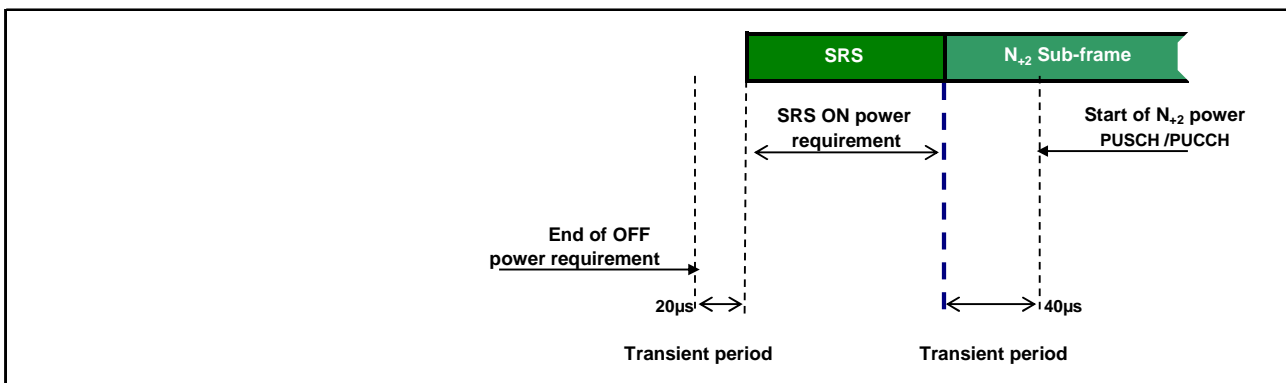 SRS
N+2 Sub-frame
SRS ON power
requirement
Start of N+2 power
PUSCH /PUCCH
End of OFF
power requirement
20µs
40µs
Transient period
Transient period